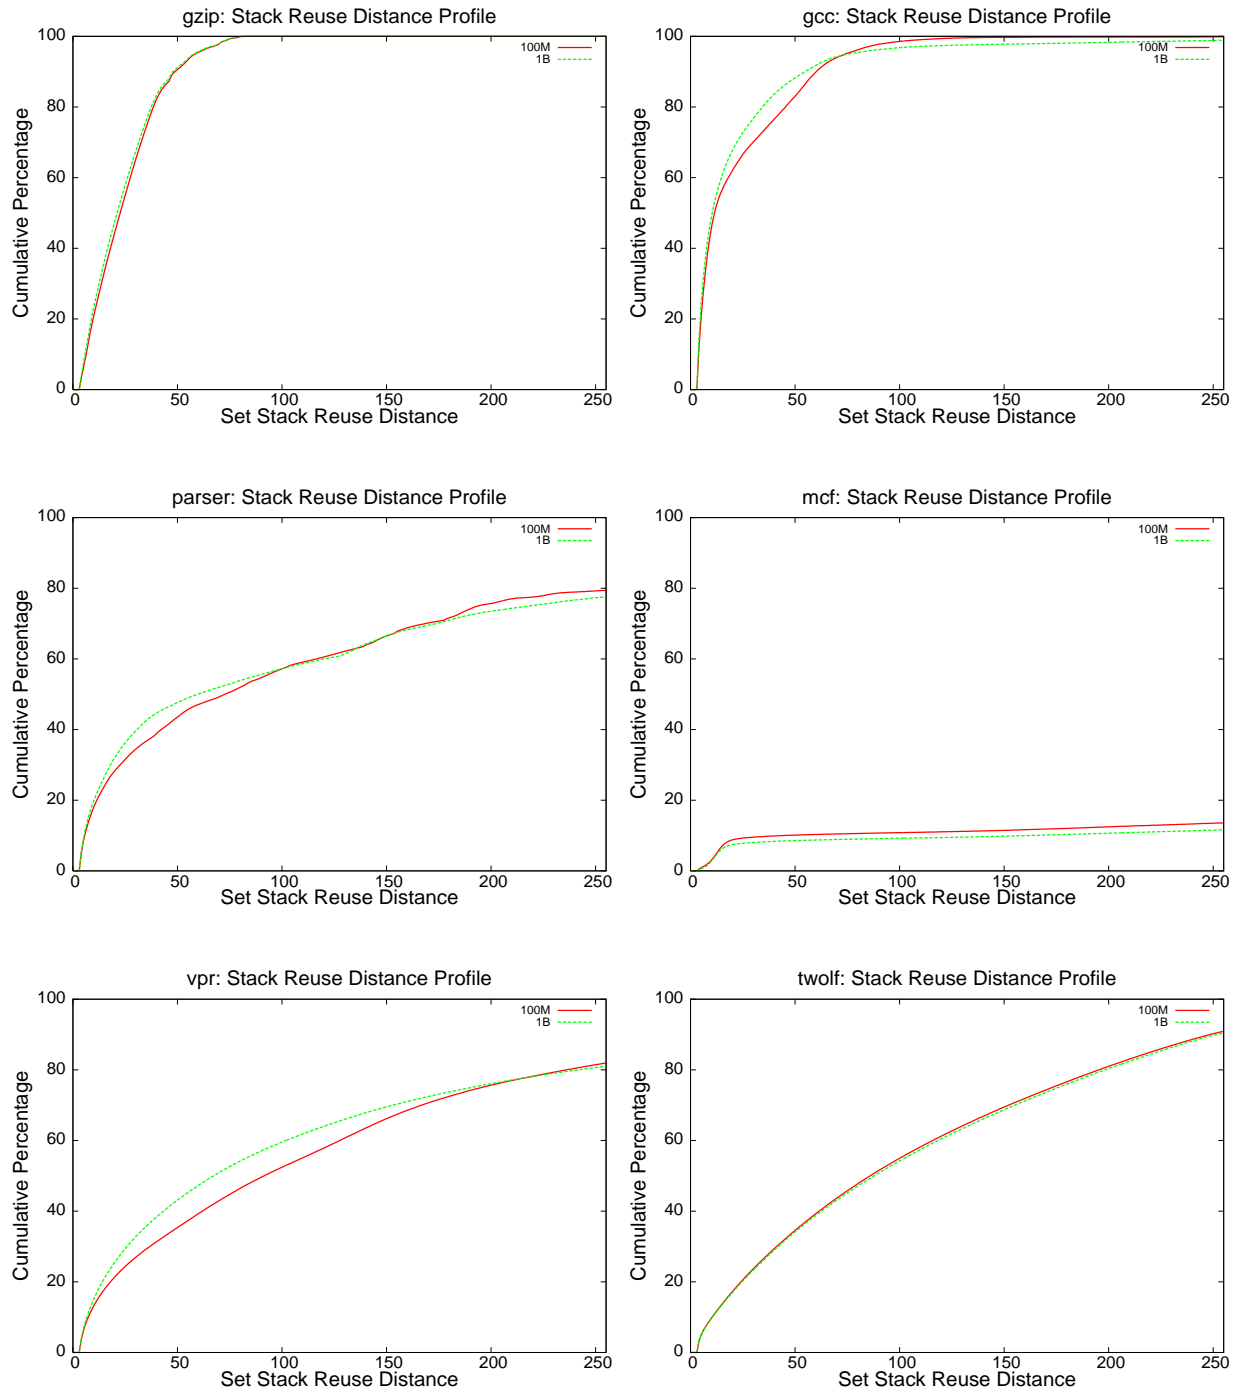 gzip: Stack Reuse Distance Profile
100
80
60
40
20
0
Cumulative Percentage
100M
1B
0 50 100 150 200 250
Set Stack Reuse Distance
gcc: Stack Reuse Distance Profile
100
80
60
40
20
0
Cumulative Percentage
100M
1B
0 50 100 150 200 250
Set Stack Reuse Distance
parser: Stack Reuse Distance Profile
100
80
60
40
20
0
Cumulative Percentage
100M
1B
0 50 100 150 200 250
Set Stack Reuse Distance
mcf: Stack Reuse Distance Profile
100
80
60
40
20
0
Cumulative Percentage
100M
1B
0 50 100 150 200 250
Set Stack Reuse Distance
vpr: Stack Reuse Distance Profile
100
80
60
40
20
0
Cumulative Percentage
100M
1B
0 50 100 150 200 250
Set Stack Reuse Distance
twolf: Stack Reuse Distance Profile
100
80
60
40
20
0
Cumulative Percentage
100M
1B
0 50 100 150 200 250
Set Stack Reuse Distance